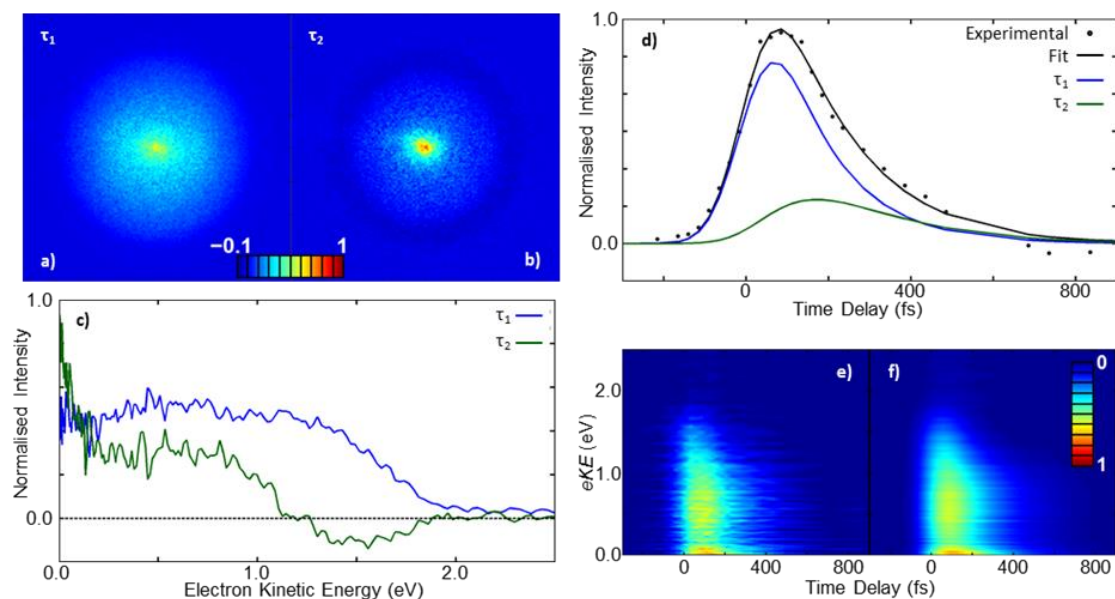 τ1
τ2
−0.1
1
a)
b)
c)
τ1
τ2
1.0
0.0
Normalised Intensity
0.0
1.0
2.0
Electron Kinetic Energy (eV)
d)
Experimental
Fit
τ1
τ2
1.0
0.0
Normalised Intensity
0
400
800
Time Delay (fs)
e)
f)
0
1
2.0
1.0
0.0
eKE (eV)
0
400
800
0
400
800
Time Delay (fs)